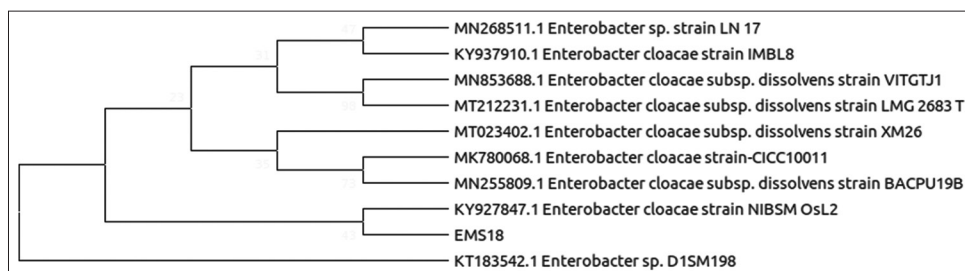 MN268511.1 Enterobacter sp. strain LN 17
KY937910.1 Enterobacter cloacae strain IMBL8
MN853688.1 Enterobacter cloacae subsp. dissolvens strain VITGTJ1
MT212231.1 Enterobacter cloacae subsp. dissolvens strain LMG 2683 T
MT023402.1 Enterobacter cloacae subsp. dissolvens strain XM26
MK780068.1 Enterobacter cloacae strain-CICC10011
MN255809.1 Enterobacter cloacae subsp. dissolvens strain BACPU19B
KY927847.1 Enterobacter cloacae strain NIBSM OsL2
EMS18
KT183542.1 Enterobacter sp. D1SM198